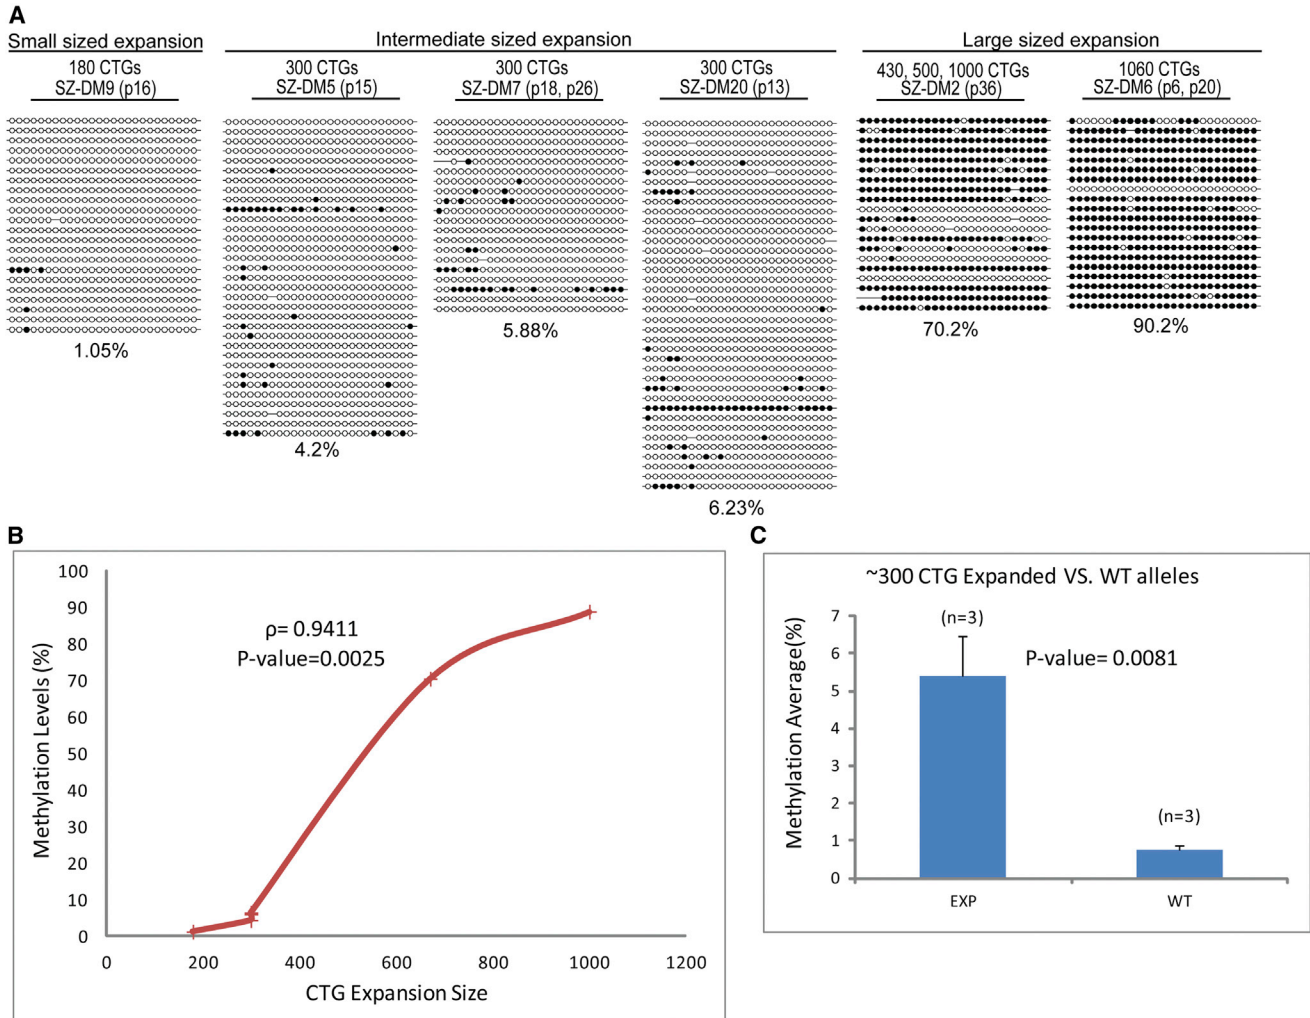 A
Small sized expansion
Intermediate sized expansion
Large sized expansion
180 CTGs
SZ-DM9 (p16)
300 CTGs
SZ-DM5 (p15)
300 CTGs
SZ-DM7 (p18, p26)
300 CTGs
SZ-DM20 (p13)
430, 500, 1000 CTGs
SZ-DM2 (p36)
1060 CTGs
SZ-DM6 (p6, p20)
1.05%
4.2%
5.88%
6.23%
70.2%
90.2%
B
Methylation Levels (%)
100
90
80
70
60
50
40
30
20
10
0
ρ= 0.9411
P-value=0.0025
0 200 400 600 800 1000 1200
CTG Expansion Size
C
~300 CTG Expanded VS. WT alleles
Methylation Average(%)
7
6
5
4
3
2
1
0
(n=3)
P-value= 0.0081
(n=3)
EXP WT